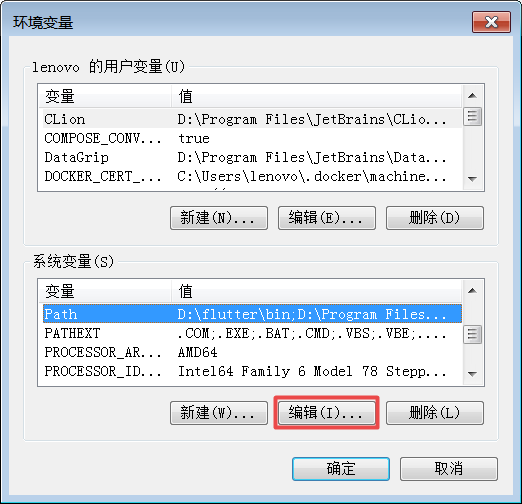 环境变量
lenovo 的用户变量(U)
变量 值
CLion D:\Program Files\JetBrains\CLio...
COMPOSE_CONV... true
DataGrip D:\Program Files\JetBrains\Data...
DOCKER_CERT_... C:\Users\lenovo\.docker\machine...
新建(N)... 编辑(E)... 删除(D)
系统变量(S)
变量 值
Path D:\flutter\bin;D:\Program Files...
PATHEXT .COM;.EXE;.BAT;.CMD;.VBS;.VBE;....
PROCESSOR_AR... AMD64
PROCESSOR_ID... Intel64 Family 6 Model 78 Stepp...
新建(W)... 编辑(I)... 删除(L)
确定 取消